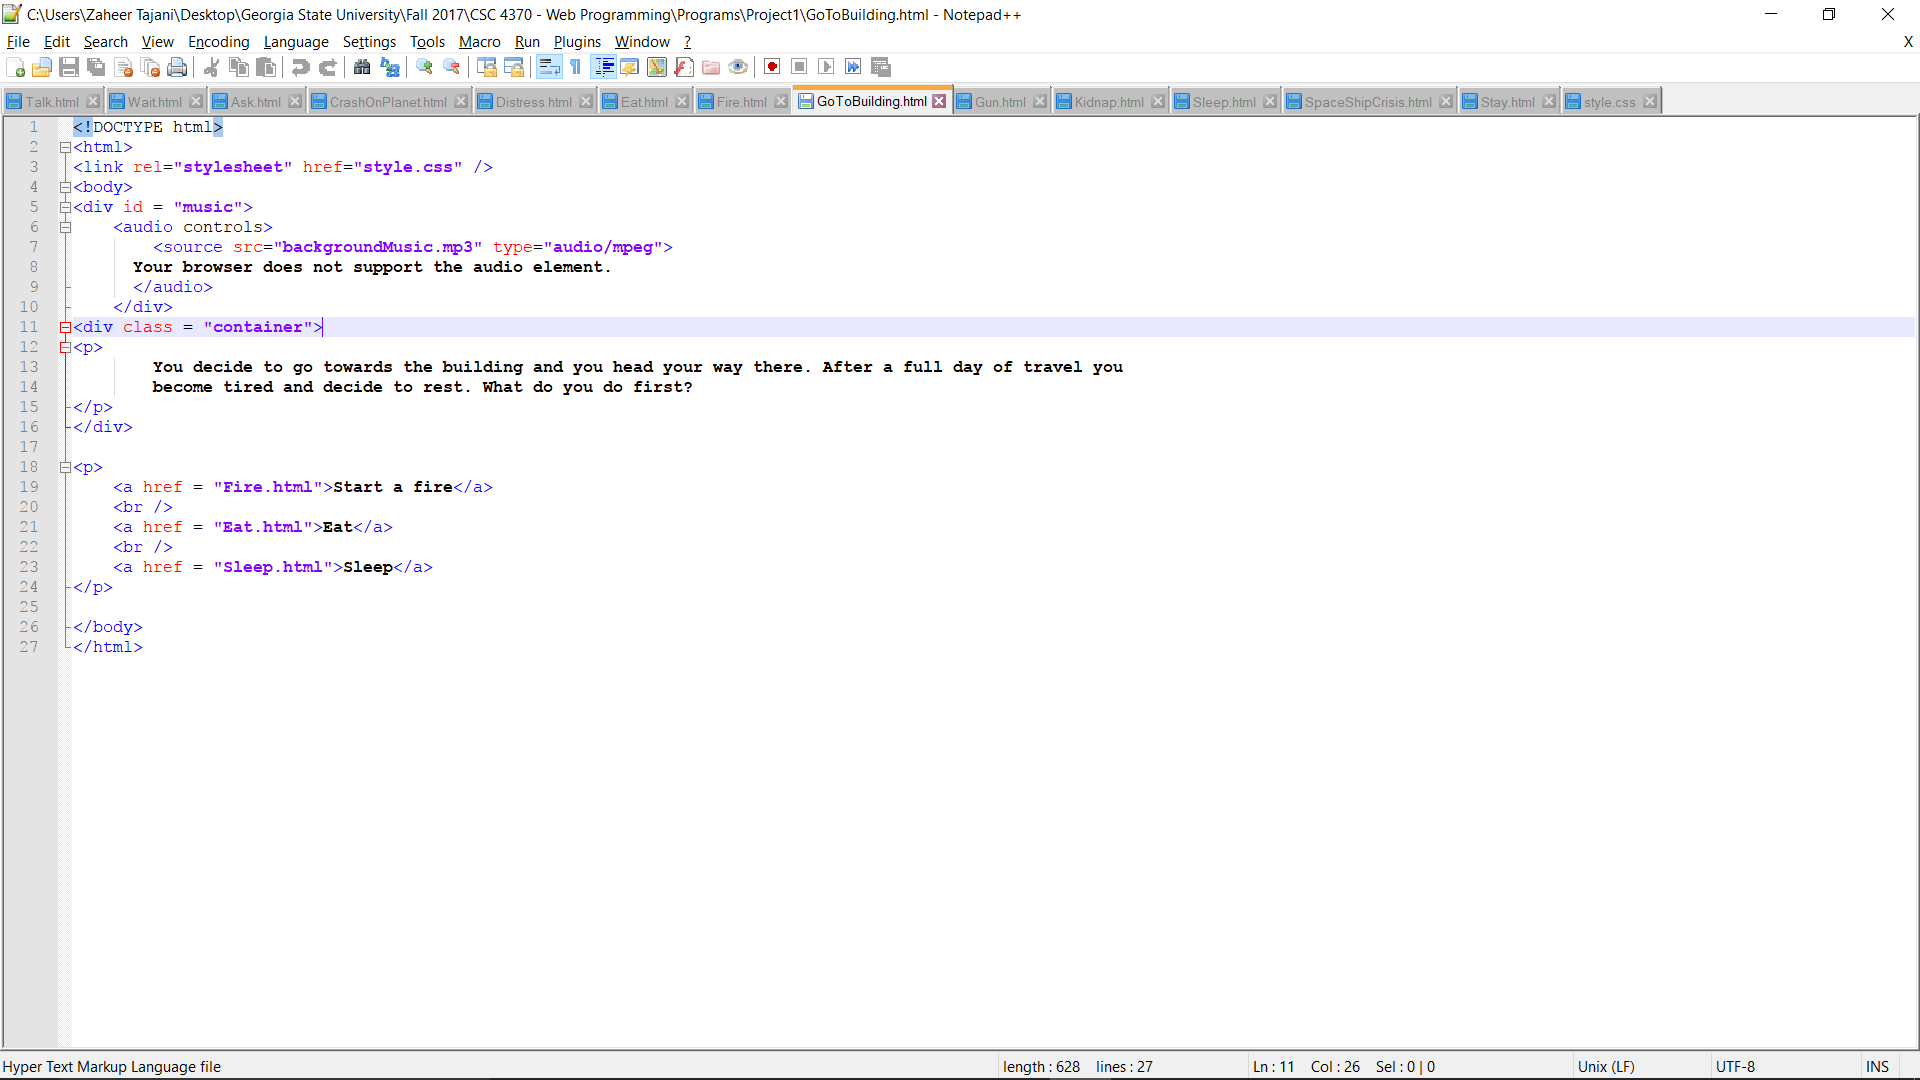 C:\Users\Zaheer Tajani\Desktop\Georgia State University\Fall 2017\CSC 4370 - Web Programming\Programs\Project1\GoToBuilding.html - Notepad++
File Edit Search View Encoding Language Settings Tools Macro Run Plugins Window ? X
Talk.html Wait.html Ask.html CrashOnPlanet.html Distress.html Eat.html Fire.html GoToBuilding.html Gun.html Kidnap.html Sleep.html SpaceShipCrisis.html Stay.html style.css
1 <!DOCTYPE html>
2 <html>
3 <link rel="stylesheet" href="style.css" />
4 <body>
5 <div id = "music">
6 <audio controls>
7 <source src="backgroundMusic.mp3" type="audio/mpeg">
8 Your browser does not support the audio element.
9 </audio>
10 </div>
11 <div class = "container">
12 <p>
13 You decide to go towards the building and you head your way there. After a full day of travel you
14 become tired and decide to rest. What do you do first?
15 </p>
16 </div>
17
18 <p>
19 <a href = "Fire.html">Start a fire</a>
20 <br />
21 <a href = "Eat.html">Eat</a>
22 <br />
23 <a href = "Sleep.html">Sleep</a>
24 </p>
25
26 </body>
27 </html>
Hyper Text Markup Language file length : 628 lines : 27 Ln : 11 Col : 26 Sel : 0 | 0 Unix (LF) UTF-8 INS